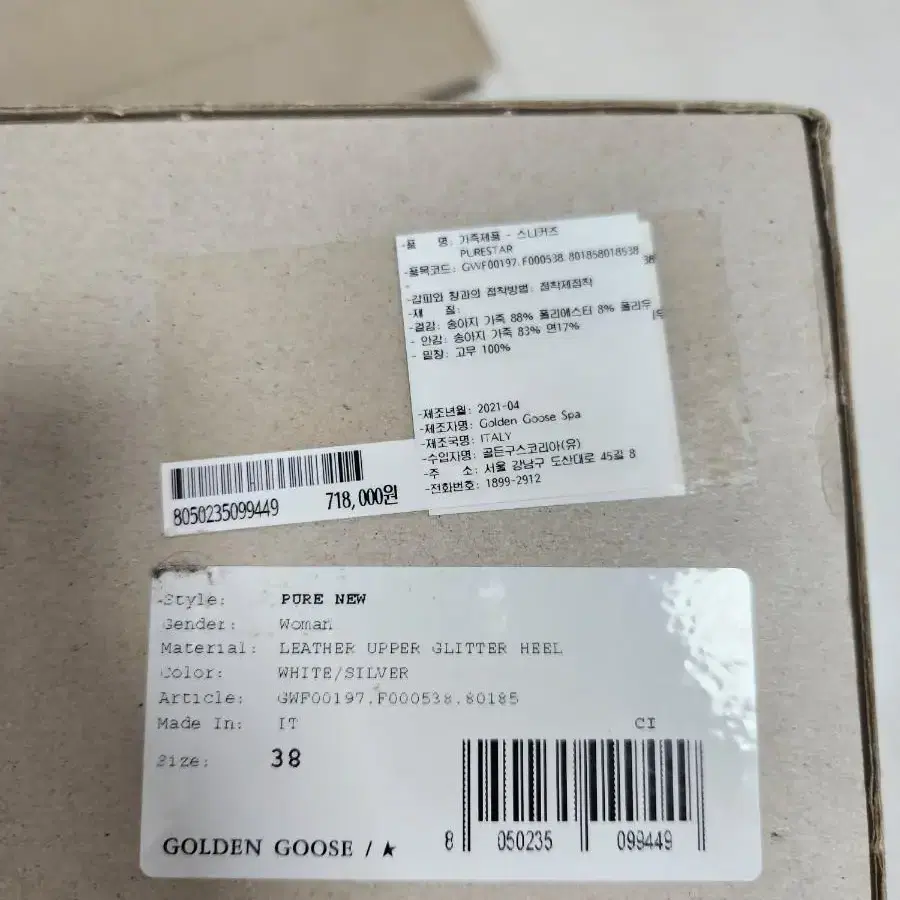 -품 명: 가죽제품 - 스니커즈
PURESTAR
-품목코드: GWF00197.F000538.801858018538
38
-갑피와 창과의 접착방법: 접착제접착
-재 질:
-겉감: 송아지 가죽 88% 폴리에스터 8% 폴리우
- 안감: 송아지 가죽 83% 면17%
- 밑창: 고무 100%
-제조년월: 2021-04
-제조자명: Golden Goose Spa
-제조국명: ITALY
-수입자명: 골든구스코리아(유)
-주 소: 서울 강남구 도산대로 45길 8
-전화번호: 1899-2912
8050235099449 718,000원
Style: PURE NEW
Gender: Woman
Material: LEATHER UPPER GLITTER HEEL
Color: WHITE/SILVER
Article: GWF00197.F000538.80185
Made In: IT CI
Size: 38
GOLDEN GOOSE / ★ 8 050235 099449